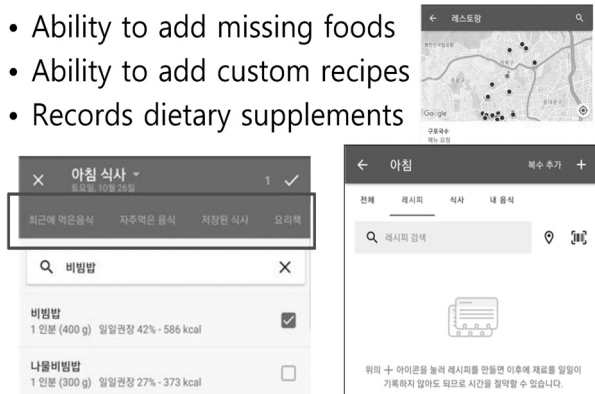 • Ability to add missing foods
• Ability to add custom recipes
• Records dietary supplements
레스토랑
Google
구포국수
메뉴 요청
아침 식사
토요일, 10월 26일
1
최근에 먹은음식 자주먹은 음식 저장된 식사 요리책
비빔밥
비빔밥
1 인분 (400 g) 일일권장 42% - 586 kcal
나물비빔밥
1 인분 (300 g) 일일권장 27% - 373 kcal
아침
복수 추가
전체 레시피 식사 내 음식
레시피 검색
위의 + 아이콘을 눌러 레시피를 만들면 이후에 재료를 일일이
기록하지 않아도 되므로 시간을 절약할 수 있습니다.